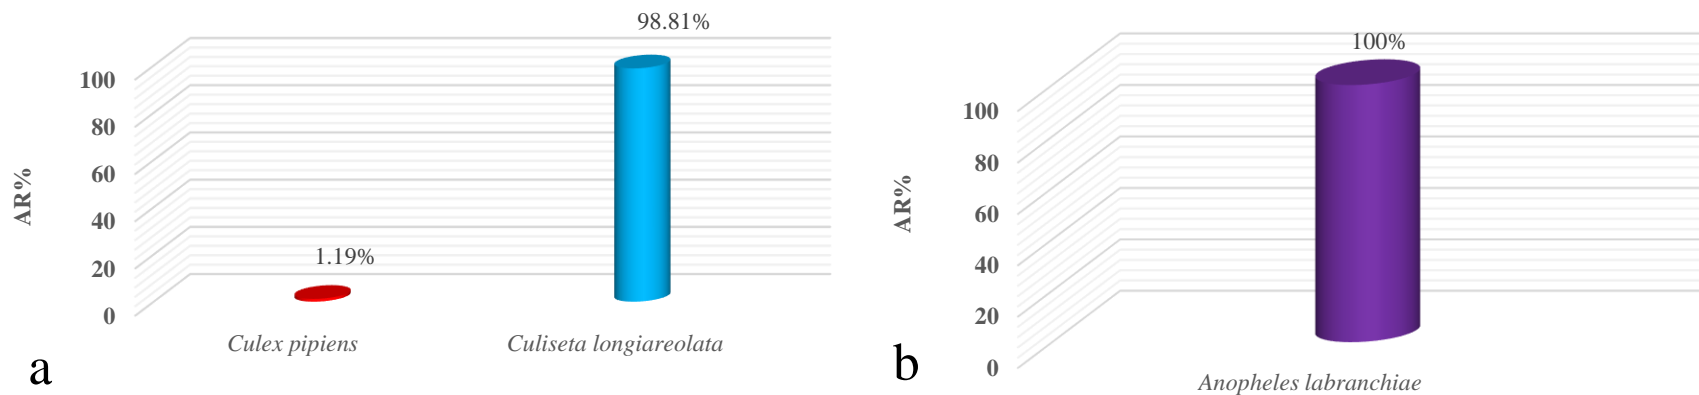 98.81%
100
80
60
40
20
0
AR%
1.19%
Culex pipiens
Culiseta longiareolata
a
100%
100
80
60
40
20
0
AR%
Anopheles labranchiae
b